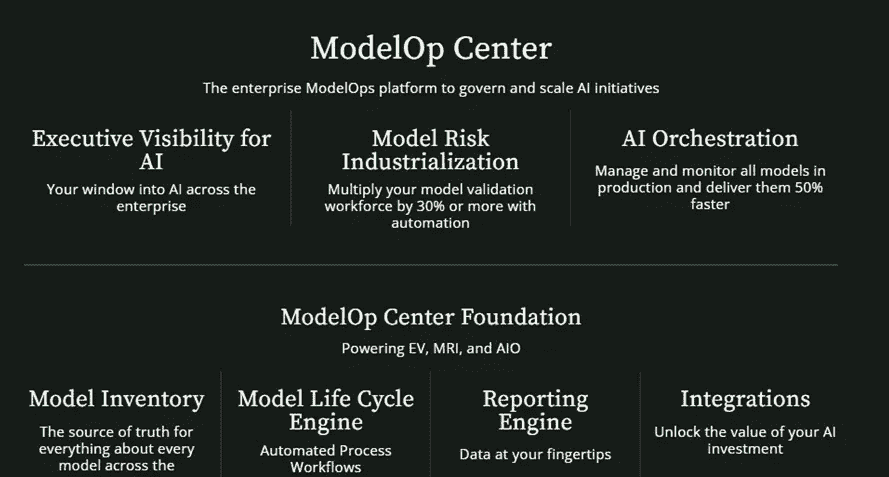 ModelOp Center
The enterprise ModelOps platform to govern and scale AI initiatives
Executive Visibility for
AI
Your window into AI across the
enterprise
Model Risk
Industrialization
Multiply your model validation
workforce by 30% or more with
automation
AI Orchestration
Manage and monitor all models in
production and deliver them 50%
faster
ModelOp Center Foundation
Powering EV, MRI, and AIO
Model Inventory
The source of truth for
everything about every
model across the
Model Life Cycle
Engine
Automated Process
Workflows
Reporting
Engine
Data at your fingertips
Integrations
Unlock the value of your AI
investment